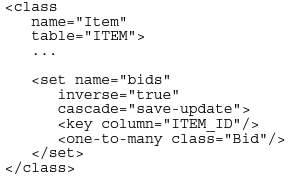 <class
   name="Item"
   table="ITEM">
   ...
   <set name="bids"
      inverse="true"
      cascade="save-update">
      <key column="ITEM_ID"/>
      <one-to-many class="Bid"/>
   </set>
</class>